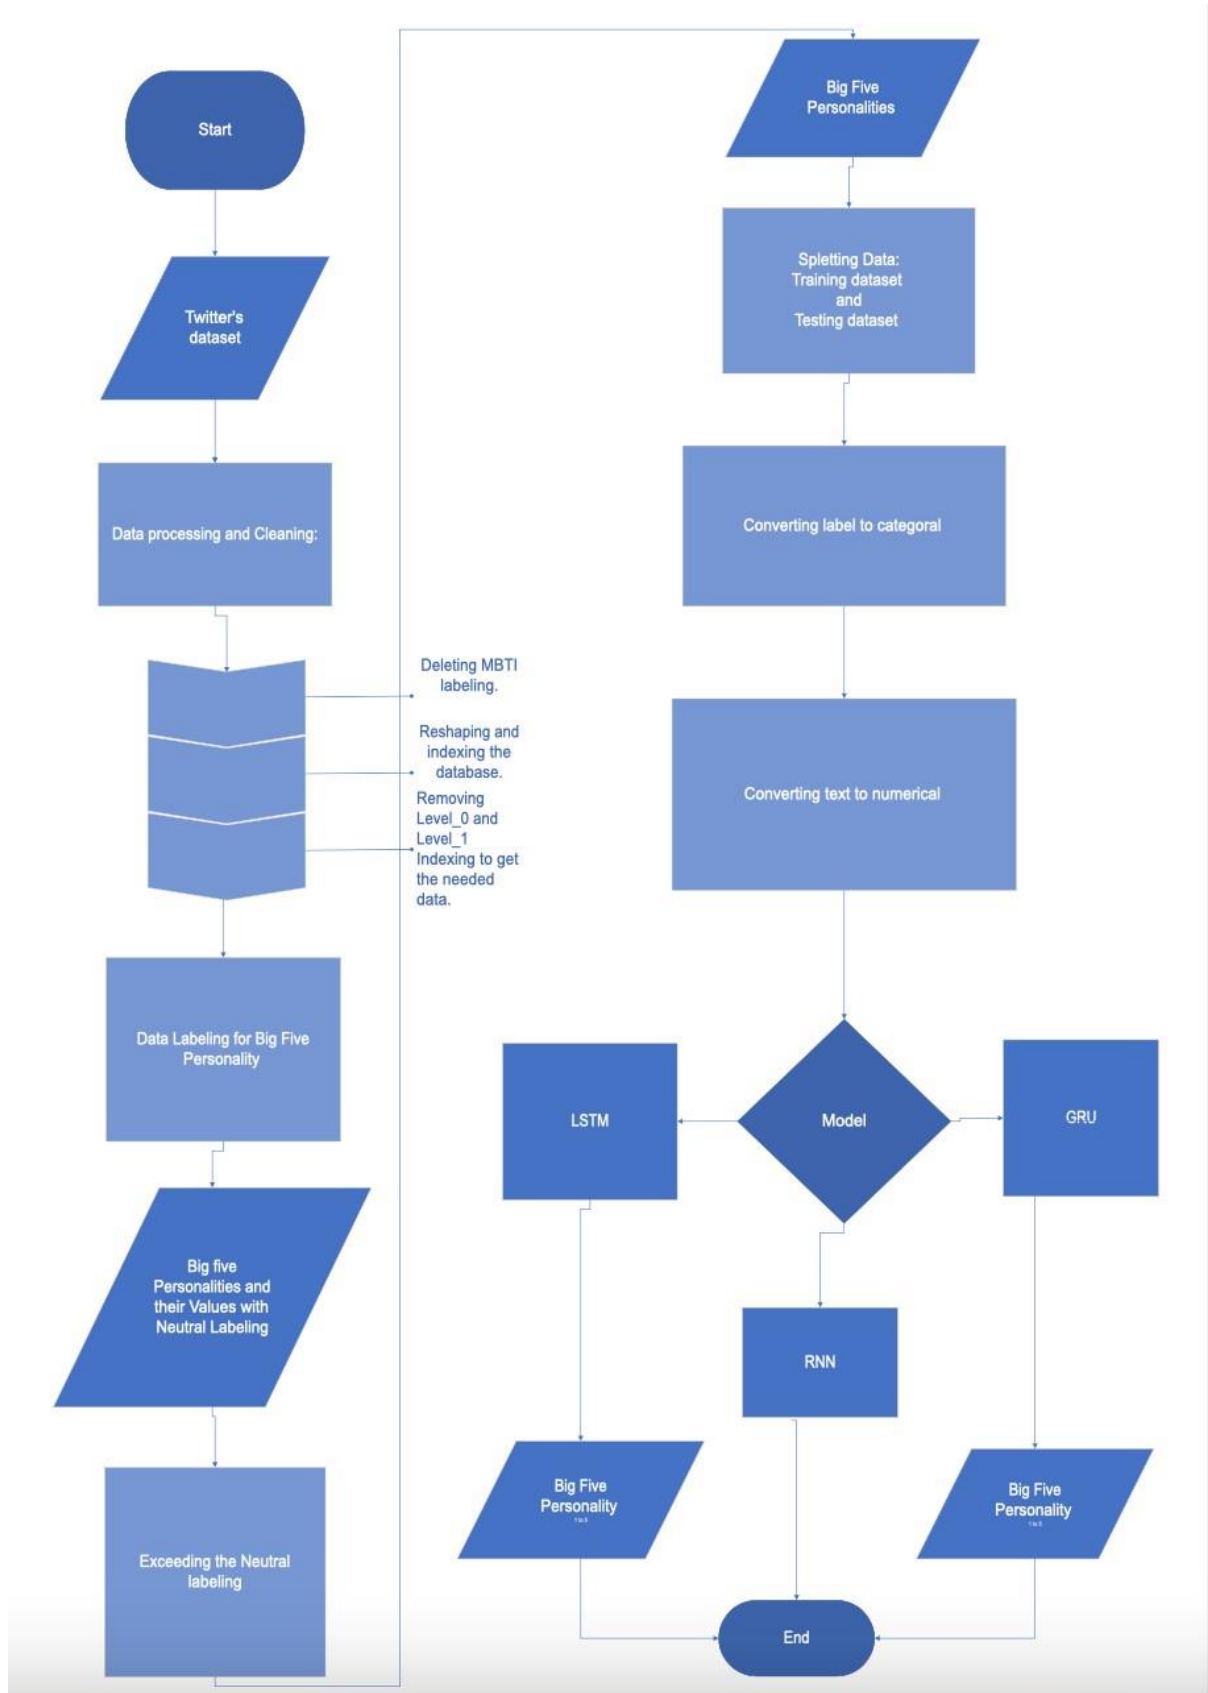 Start
Twitter's
dataset
Data processing and Cleaning:
Deleting MBTI
labeling.
Reshaping and
indexing the
database.
Removing
Level_0 and
Level_1
Indexing to get
the needed
data.
Data Labeling for Big Five
Personality
Big five
Personalities and
their Values with
Neutral Labeling
Exceeding the Neutral
labeling
Big Five
Personalities
Spletting Data:
Training dataset
and
Testing dataset
Converting label to categoral
Converting text to numerical
Model
LSTM
GRU
RNN
Big Five
Personality
Big Five
Personality
End